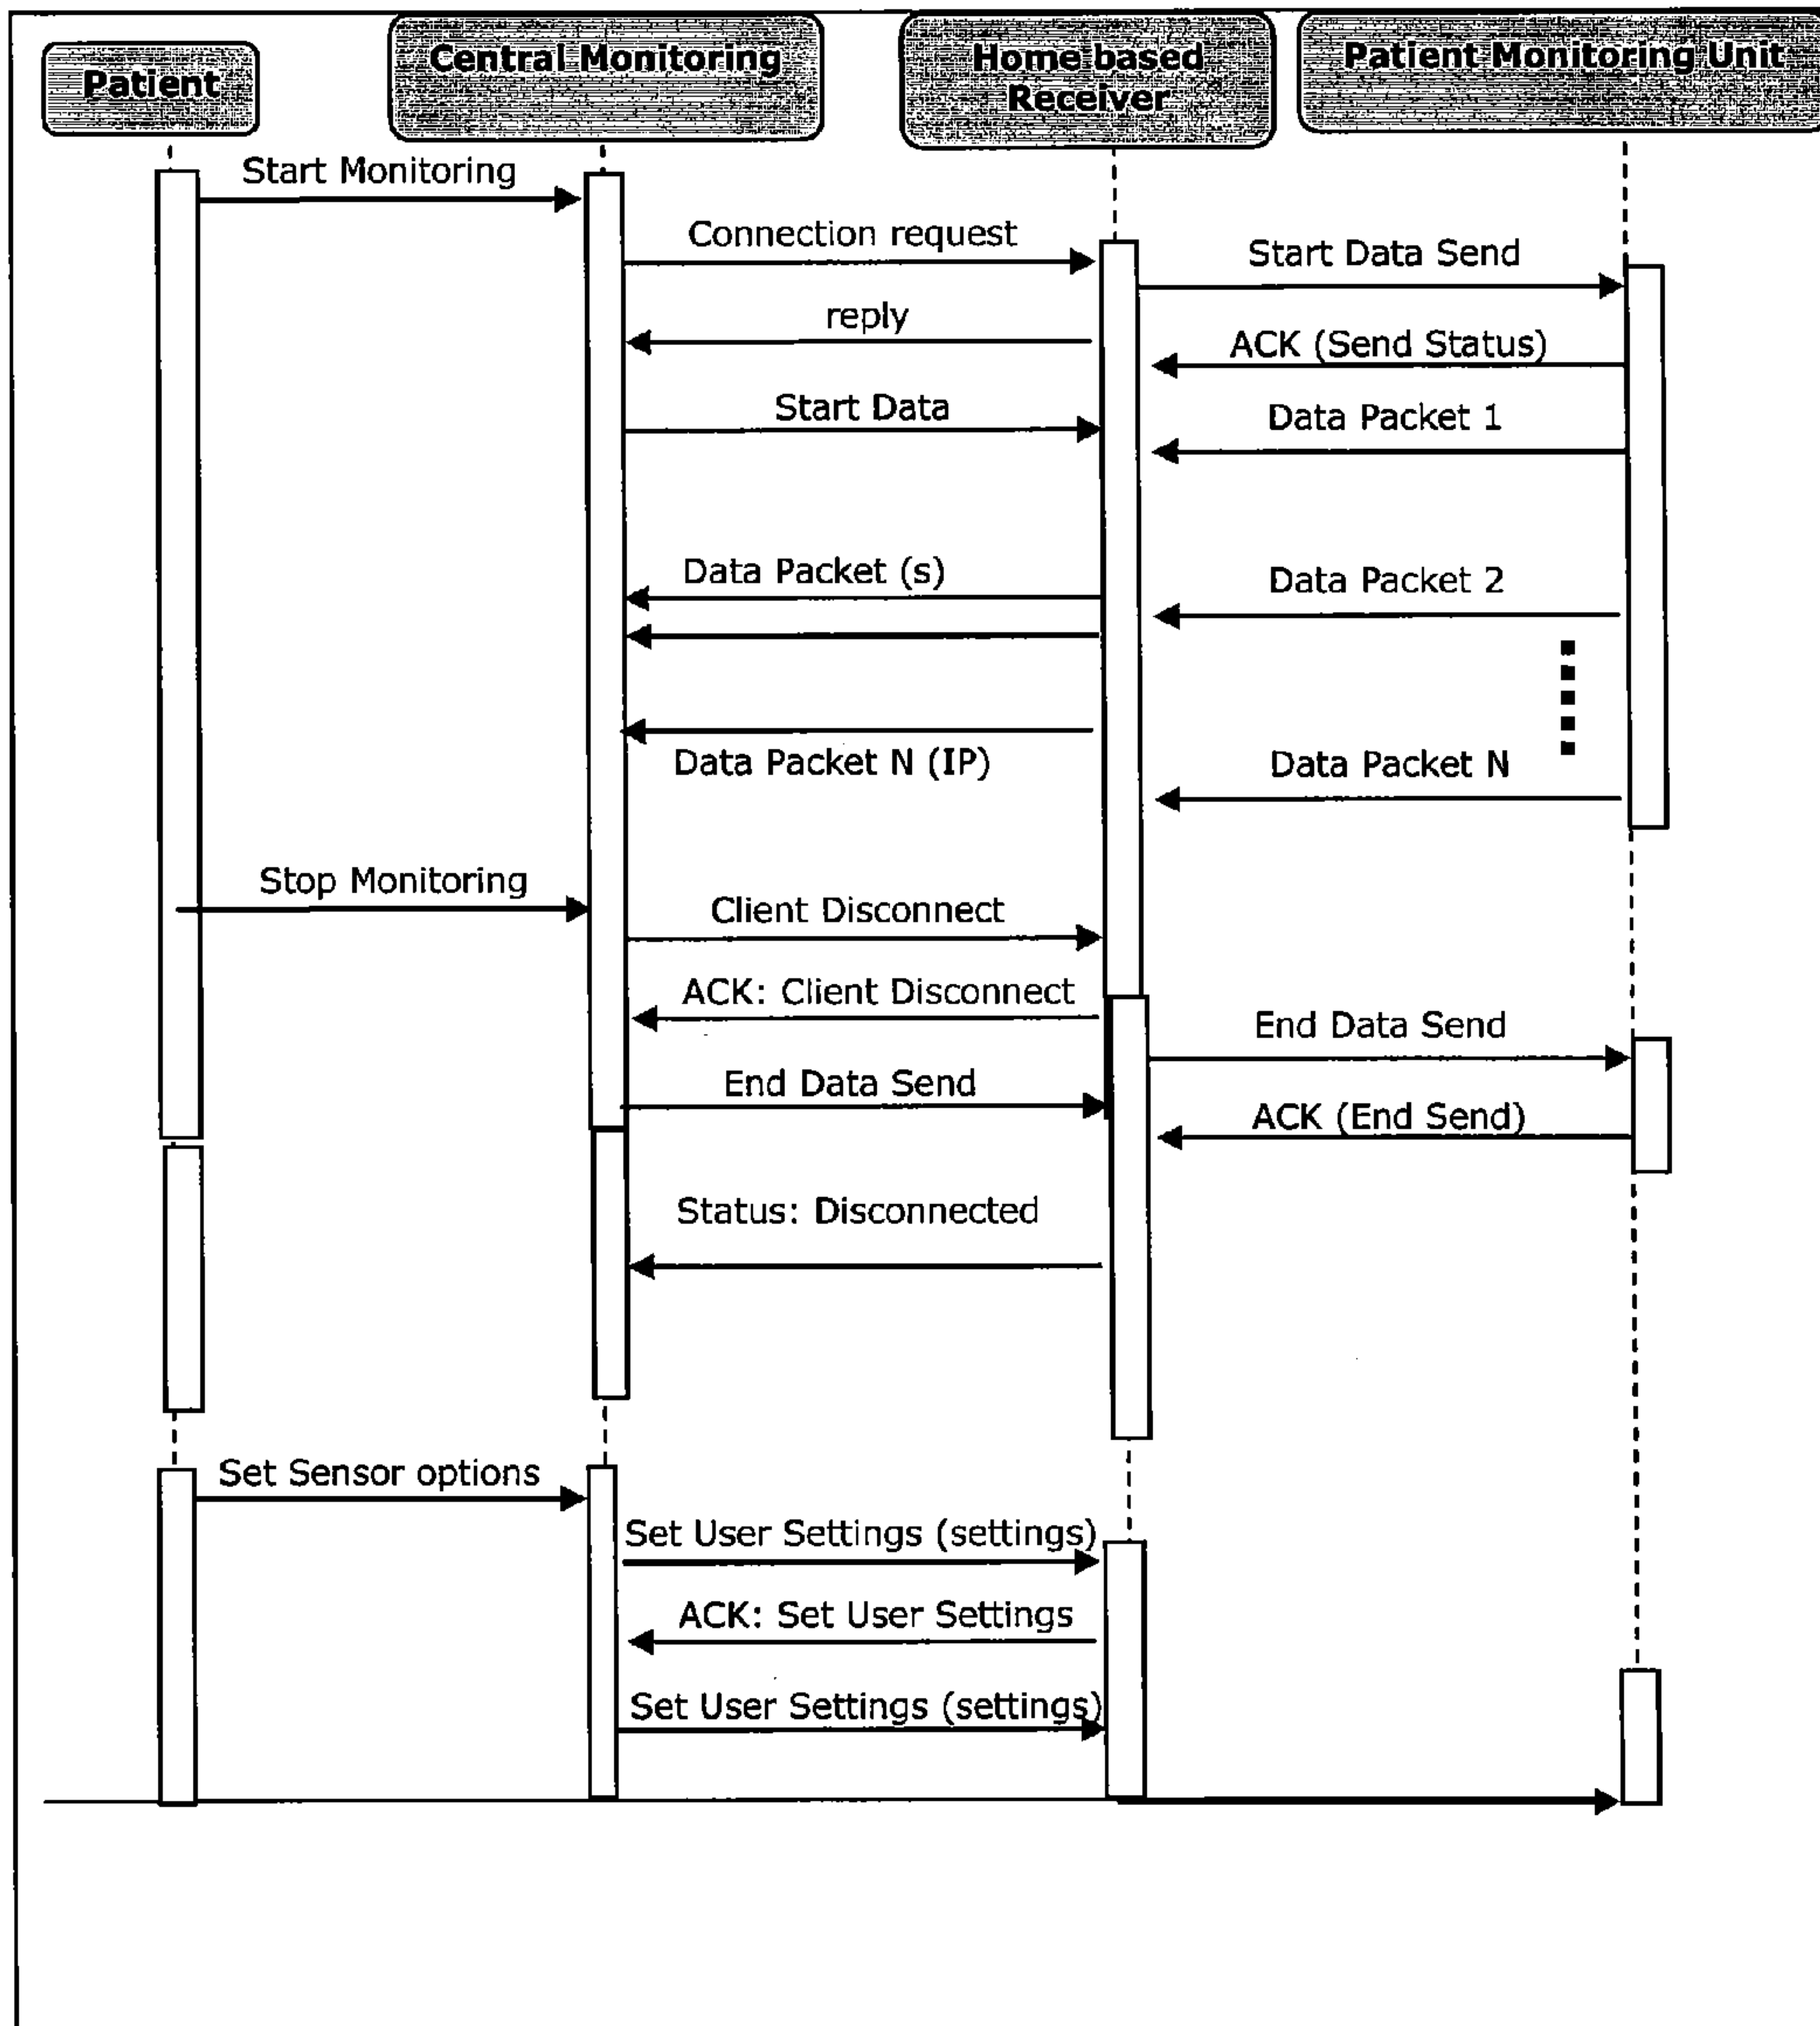 Patient
Central Monitoring
Home based
Receiver
Patient Monitoring Unit
Start Monitoring
Connection request
Start Data Send
reply
ACK (Send Status)
Start Data
Data Packet 1
Data Packet (s)
Data Packet 2
Data Packet N (IP)
Data Packet N
Stop Monitoring
Client Disconnect
ACK: Client Disconnect
End Data Send
End Data Send
ACK (End Send)
Status: Disconnected
Set Sensor options
Set User Settings (settings)
ACK: Set User Settings
Set User Settings (settings)